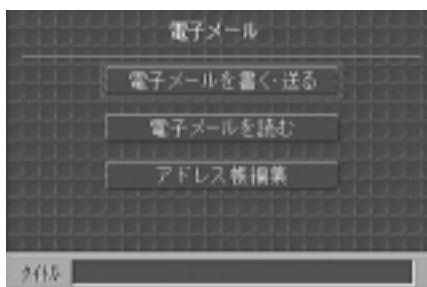 電子メール
電子メールを書く・送る
電子メールを読む
アドレス帳編集
タイトル